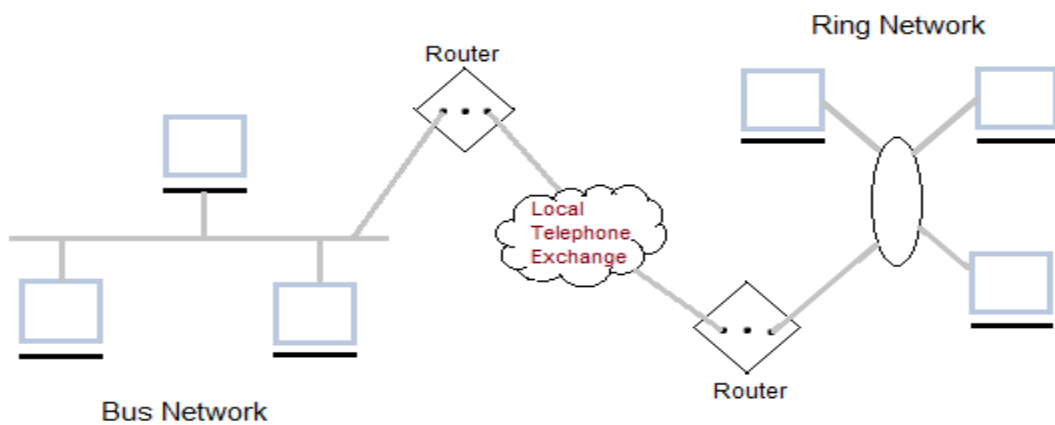 Ring Network
Router
Local
Telephone
Exchange
Router
Bus Network